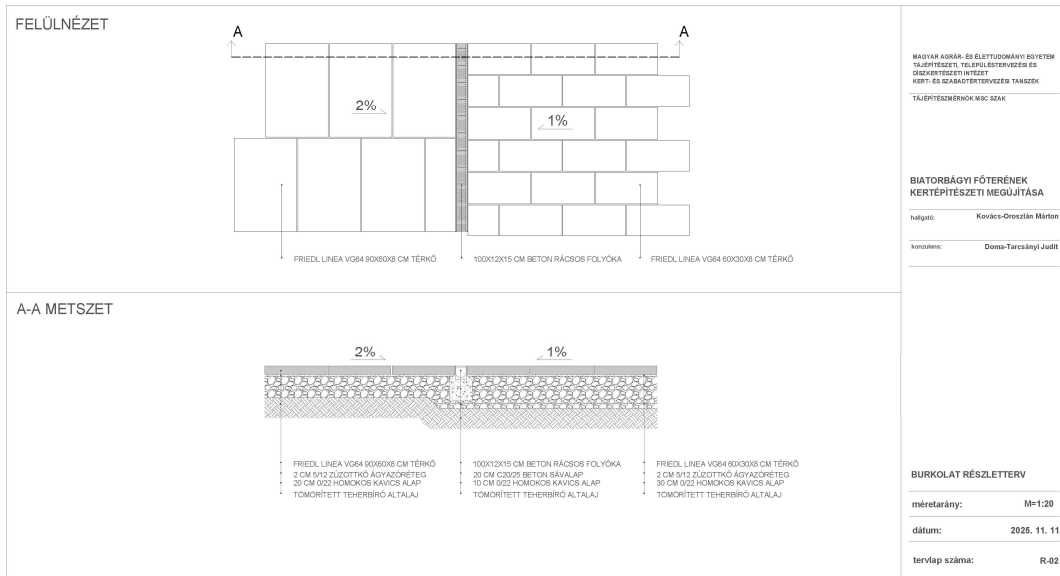 FELÜLNÉZET
A
A
2%
1%
FRIEDL LINEA VG64 90X60X8 CM TÉRKŐ
100X12X15 CM BETON RÁCSOS FOLYÓKA
FRIEDL LINEA VG64 60X30X8 CM TÉRKŐ
A-A METSZET
2%
1%
FRIEDL LINEA VG64 90X60X8 CM TÉRKŐ
2 CM 5/12 ZÚZOTTKŐ ÁGYAZÓRÉTEG
20 CM 0/22 HOMOKOS KAVICS ALAP
TÖMÖRÍTETT TEHERBÍRÓ ALTALAJ
100X12X15 CM BETON RÁCSOS FOLYÓKA
20 CM C20/25 BETON SÁVALAP
10 CM 0/22 HOMOKOS KAVICS ALAP
TÖMÖRÍTETT TEHERBÍRÓ ALTALAJ
FRIEDL LINEA VG64 60X30X8 CM TÉRKŐ
2 CM 5/12 ZÚZOTTKŐ ÁGYAZÓRÉTEG
30 CM 0/22 HOMOKOS KAVICS ALAP
TÖMÖRÍTETT TEHERBÍRÓ ALTALAJ
MAGYAR AGRÁR- ÉS ÉLETTUDOMÁNYI EGYETEM
TÁJÉPÍTÉSZETI, TELEPÜLÉSTERVEZÉSI ÉS
DÍSZKERTÉSZETI INTÉZET
KERT- ÉS SZABADTÉRTERVEZÉSI TANSZÉK
TÁJÉPÍTÉSZMÉRNÖK MSC SZAK
BIATORBÁGYI FŐTERÉNEK
KERTÉPÍTÉSZETI MEGÚJÍTÁSA
hallgató: Kovács-Oroszlán Márton
konzulens: Doma-Tarcsányi Judit
BURKOLAT RÉSZLETTERV
méretarány: M=1:20
dátum: 2025. 11. 11
tervlap száma: R-02